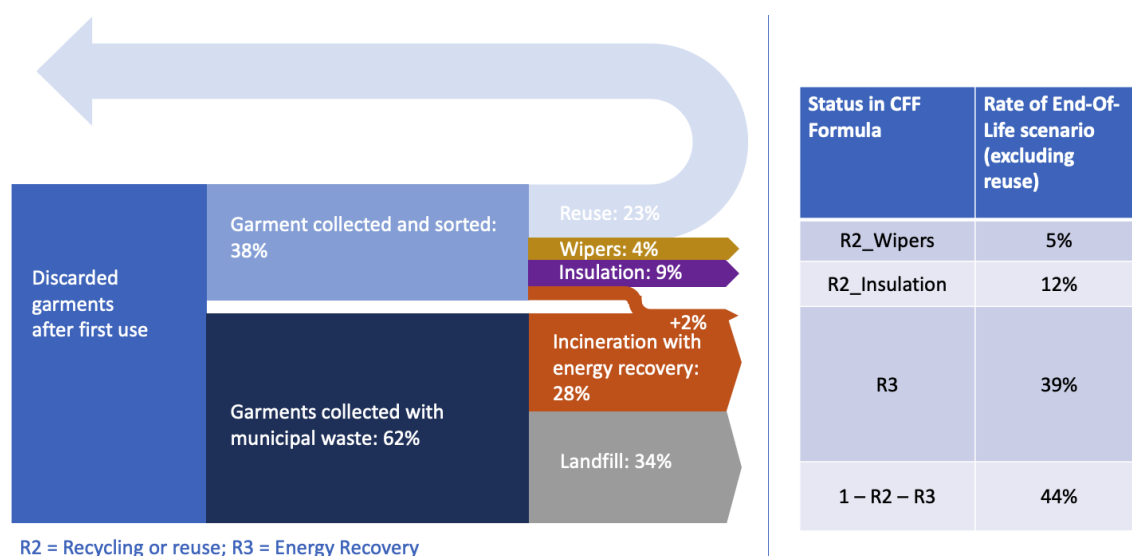 Discarded
garments
after first use
Garment collected and sorted:
38%
Garments collected with
municipal waste: 62%
Reuse: 23%
Wipers: 4%
Insulation: 9%
+2%
Incineration with
energy recovery:
28%
Landfill: 34%
R2 = Recycling or reuse; R3 = Energy Recovery
Status in CFF
Formula
Rate of End-Of-
Life scenario
(excluding
reuse)
R2_Wipers
5%
R2_Insulation
12%
R3
39%
1 – R2 – R3
44%